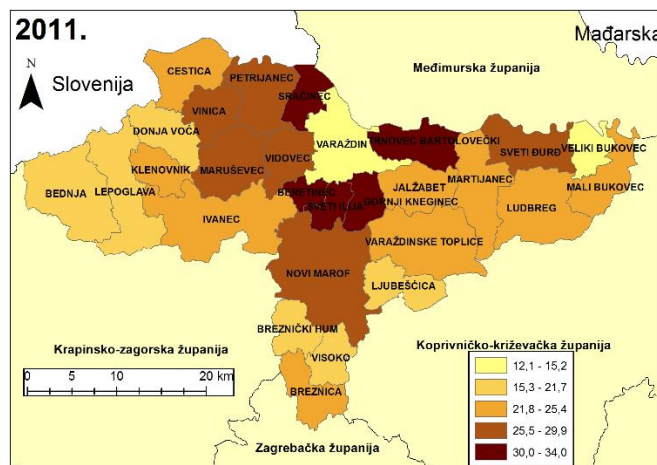 2011.
Mađarska
N
Slovenija
CESTICA
PETRIJANEC
Međimurska županija
SRAČINEC
VINICA
DONJA VOĆA
VARAŽDIN
TRNOVEC BARTOLOVEČKI
SVETI ĐURĐ
VELIKI BUKOVEC
VIDOVEC
KLENOVNIK
MARUŠEVEC
BEDNJA
LEPOGLAVA
BERETINEC
JALŽABET
MARTIJANEC
MALI BUKOVEC
SVETI ILIJA
GORNJI KNEGINEC
LUDBREG
IVANEC
VARAŽDINSKE TOPLICE
NOVI MAROF
LJUBEŠĆICA
BREZNIČKI HUM
Krapinsko-zagorska županija
VISOKO
Koprivničko-križevačka županija
0 10 20 km
BREZNICA
12,1 - 15,2
15,3 - 21,7
21,8 - 25,4
25,5 - 29,9
30,0 - 34,0
Zagrebačka županija